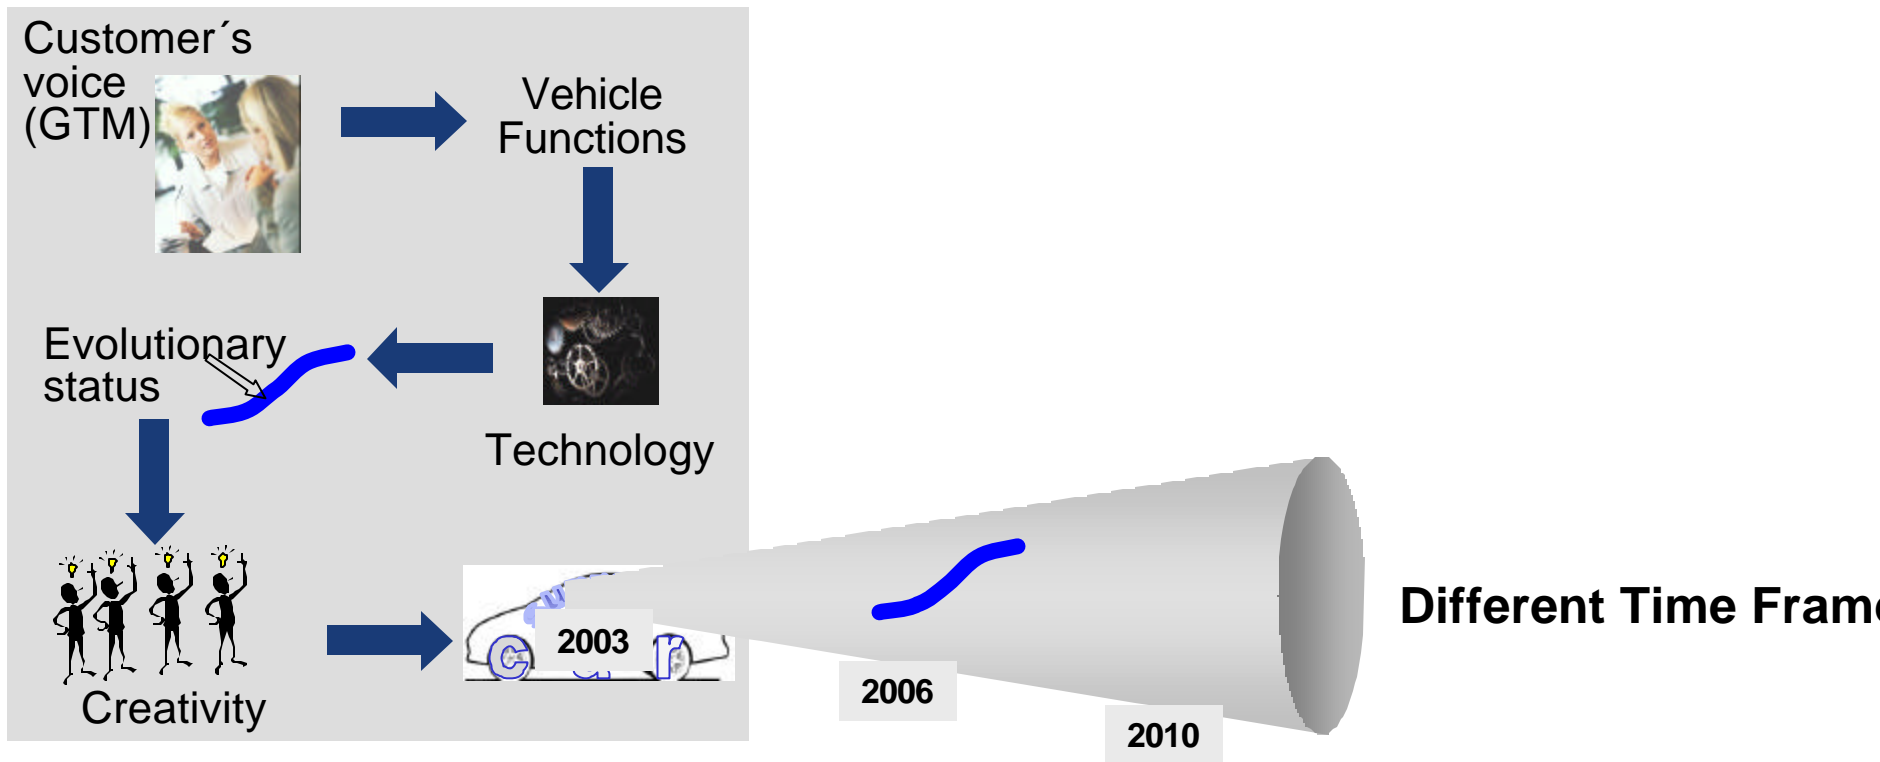 Customer´s
voice
(GTM)
Vehicle
Functions
Evolutionary
status
Technology
Creativity
c a r
2003
2006
2010
Different Time Frame